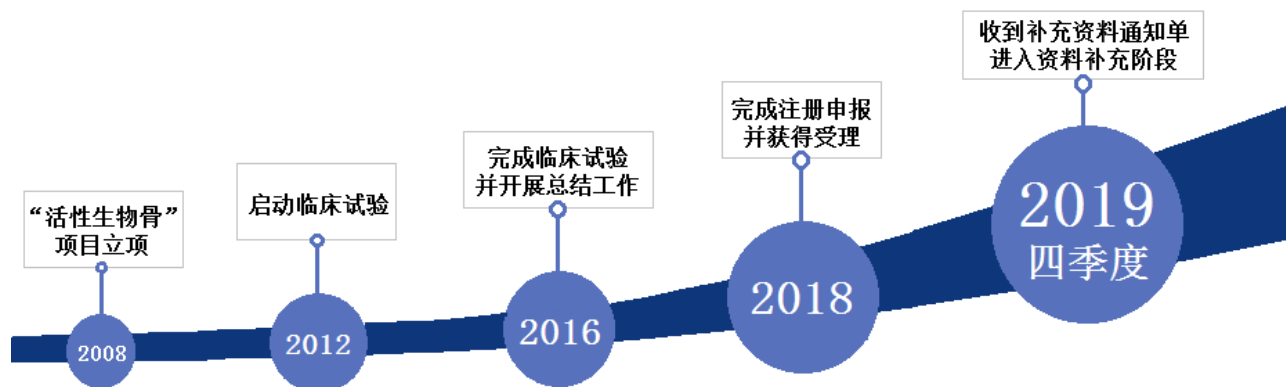 “活性生物骨”
项目立项
2008
启动临床试验
2012
完成临床试验
并开展总结工作
2016
完成注册申报
并获得受理
2018
收到补充资料通知单
进入资料补充阶段
2019
四季度